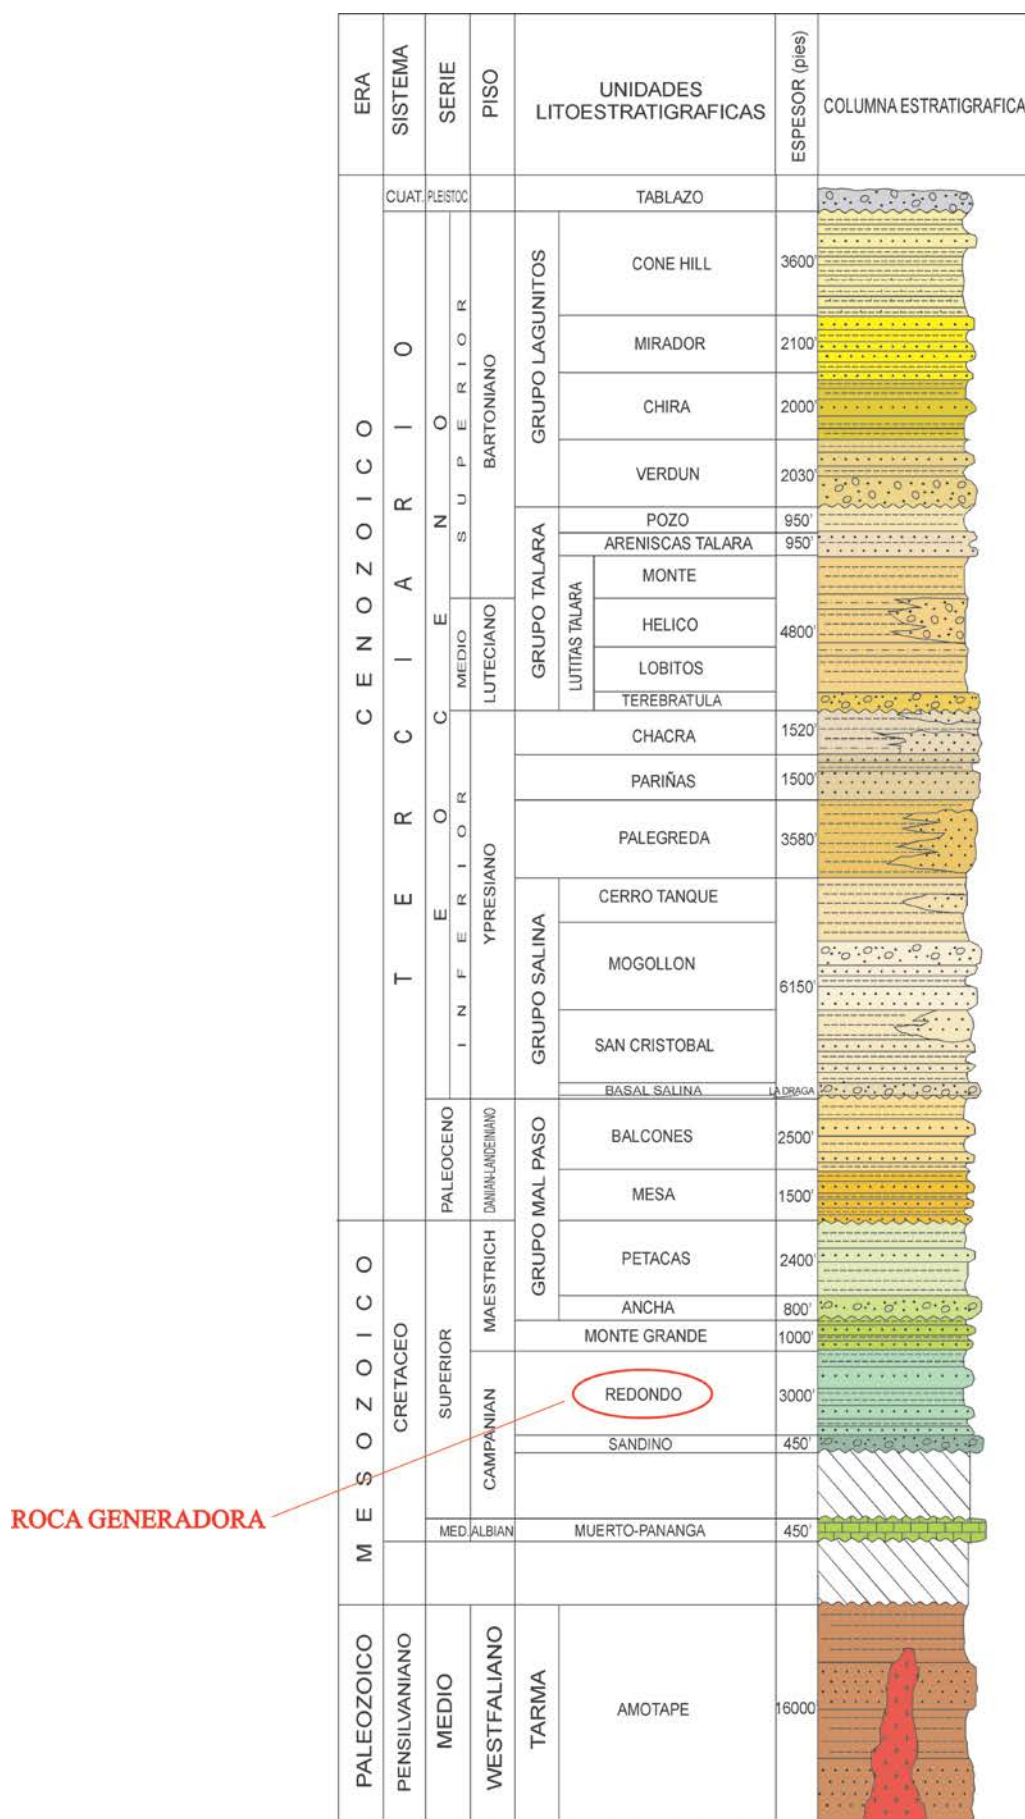 ERA
SISTEMA
SERIE
PISO
UNIDADES
LITOESTRATIGRAFICAS
ESPESOR (pies)
COLUMNA ESTRATIGRAFICA
CENOZOICO
CUAT.
PLEISTOC
TABLAZO
TERCIARIO
EOCENO
SUPERIOR
BARTONIANO
GRUPO LAGUNITOS
CONE HILL
3600'
MIRADOR
2100'
CHIRA
2000'
VERDUN
2030'
GRUPO TALARA
POZO
950'
ARENISCAS TALARA
950'
LUTITAS TALARA
MONTE
MEDIO
LUTECIANO
HELICO
4800'
LOBITOS
TEREBRATULA
INFERIOR
YPRESIANO
CHACRA
1520'
PARIÑAS
1500'
PALEGREDA
3580'
GRUPO SALINA
CERRO TANQUE
MOGOLLON
6150'
SAN CRISTOBAL
BASAL SALINA
LA DRAGA
PALEOCENO
DANIAN-LANDEINIANO
GRUPO MAL PASO
BALCONES
2500'
MESA
1500'
MESOZOICO
CRETACEO
SUPERIOR
MAESTRICH
PETACAS
2400'
ANCHA
800'
MONTE GRANDE
1000'
CAMPANIAN
REDONDO
3000'
SANDINO
450'
ROCA GENERADORA
MED.
ALBIAN
MUERTO-PANANGA
450'
PALEOZOICO
PENSILVANIANO
MEDIO
WESTFALIANO
TARMA
AMOTAPE
16000'